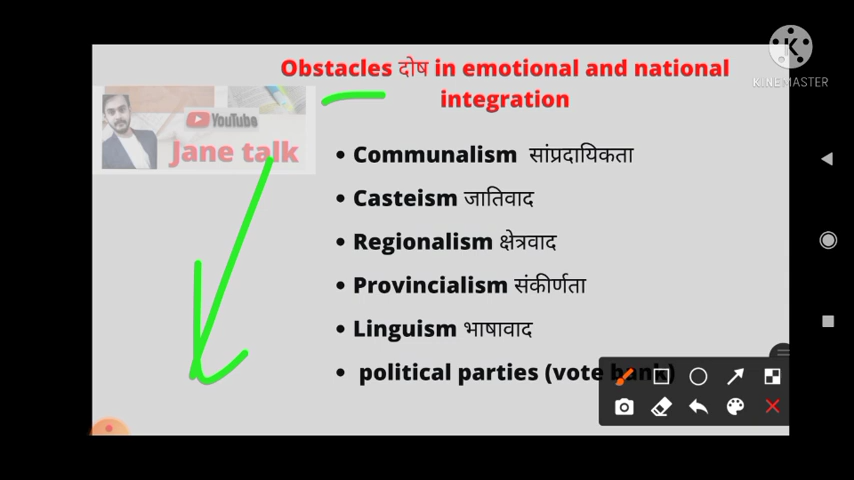 Obstacles दोष in emotional and national
integration
YouTube
Jane talk
• Communalism सांप्रदायिकता
• Casteism जातिवाद
• Regionalism क्षेत्रवाद
• Provincialism संकीर्णता
• Linguism भाषावाद
• political parties (vote bank)
K
KINEMASTER